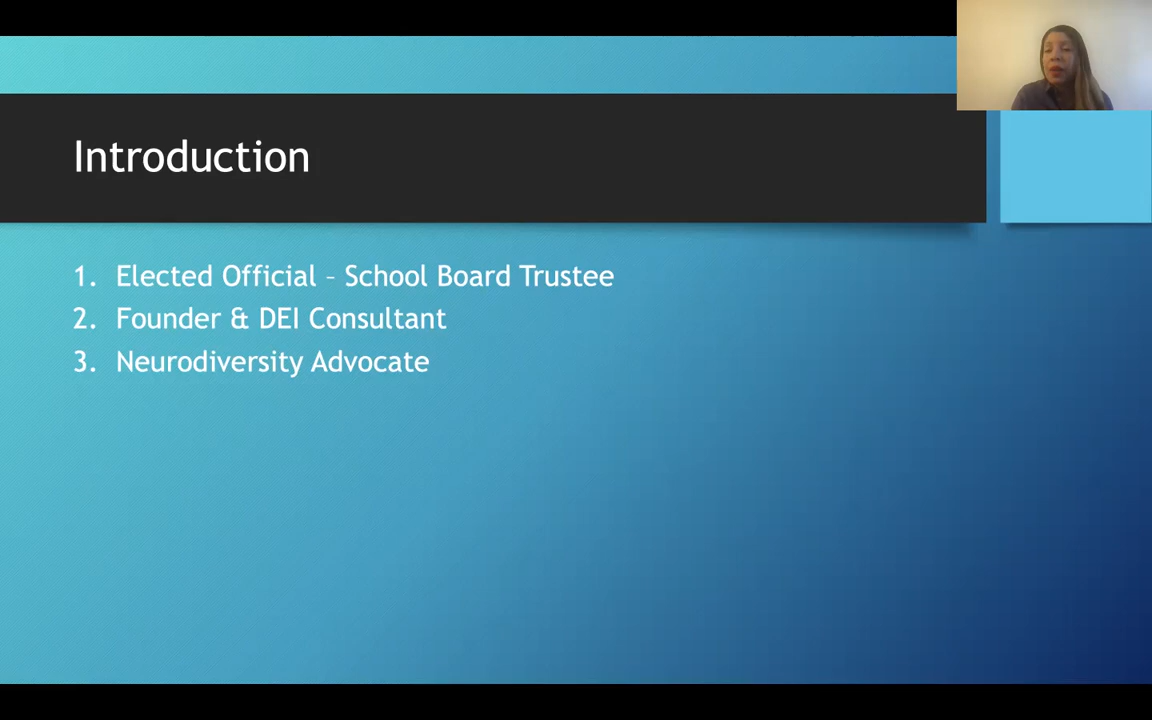 Introduction
1. Elected Official – School Board Trustee
2. Founder & DEI Consultant
3. Neurodiversity Advocate